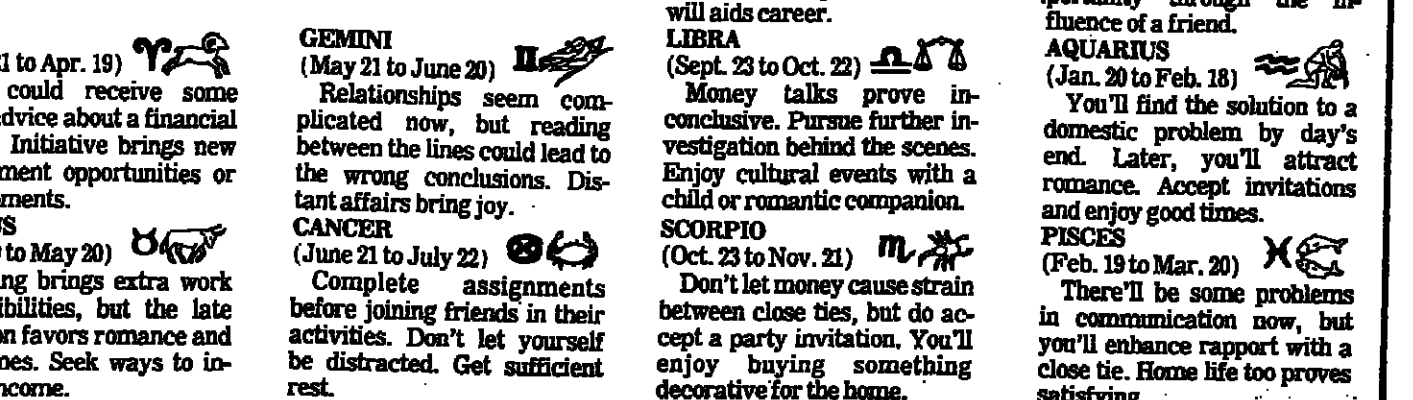 1 to Apr. 19)
could receive some
dvice about a financial
Initiative brings new
ment opportunities or
ments.
S
to May 20)
ng brings extra work
ibilities, but the late
on favors romance and
mes. Seek ways to in-
ncome.
GEMINI
(May 21 to June 20)
Relationships seem com-
plicated now, but reading
between the lines could lead to
the wrong conclusions. Dis-
tant affairs bring joy.
CANCER
(June 21 to July 22)
Complete assignments
before joining friends in their
activities. Don't let yourself
be distracted. Get sufficient
rest.
will aids career.
LIBRA
(Sept. 23 to Oct. 22)
Money talks prove in-
conclusive. Pursue further in-
vestigation behind the scenes.
Enjoy cultural events with a
child or romantic companion.
SCORPIO
(Oct. 23 to Nov. 21)
Don't let money cause strain
between close ties, but do ac-
cept a party invitation. You'll
enjoy buying something
decorative for the home.
through the in-
fluence of a friend.
AQUARIUS
(Jan. 20 to Feb. 18)
You'll find the solution to a
domestic problem by day's
end. Later, you'll attract
romance. Accept invitations
and enjoy good times.
PISCES
(Feb. 19 to Mar. 20)
There'll be some problems
in communication now, but
you'll enhance rapport with a
close tie. Home life too proves
satisfying